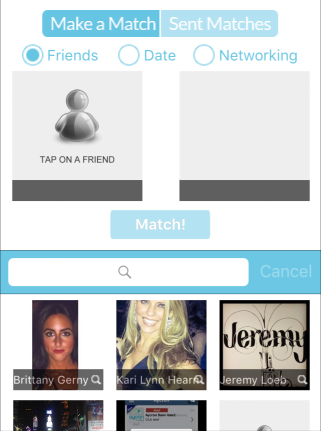 Make a Match Sent Matches
Friends Date Networking
TAP ON A FRIEND
Match!
Cancel
Brittany Gerny Kari Lynn Hearn Jeremy Loeb
Jeremy